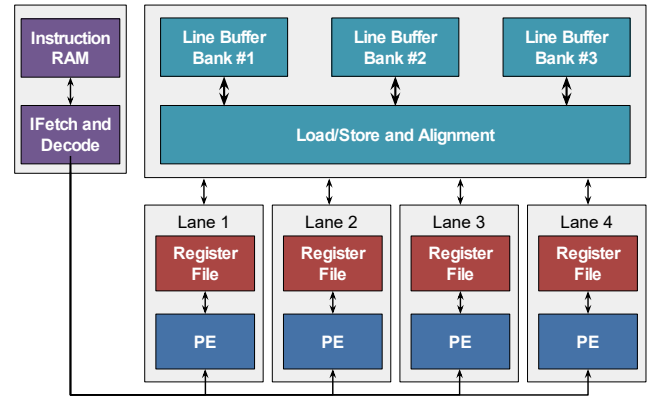 Instruction
RAM
IFetch and
Decode
Line Buffer
Bank #1
Line Buffer
Bank #2
Line Buffer
Bank #3
Load/Store and Alignment
Lane 1
Register
File
PE
Lane 2
Register
File
PE
Lane 3
Register
File
PE
Lane 4
Register
File
PE